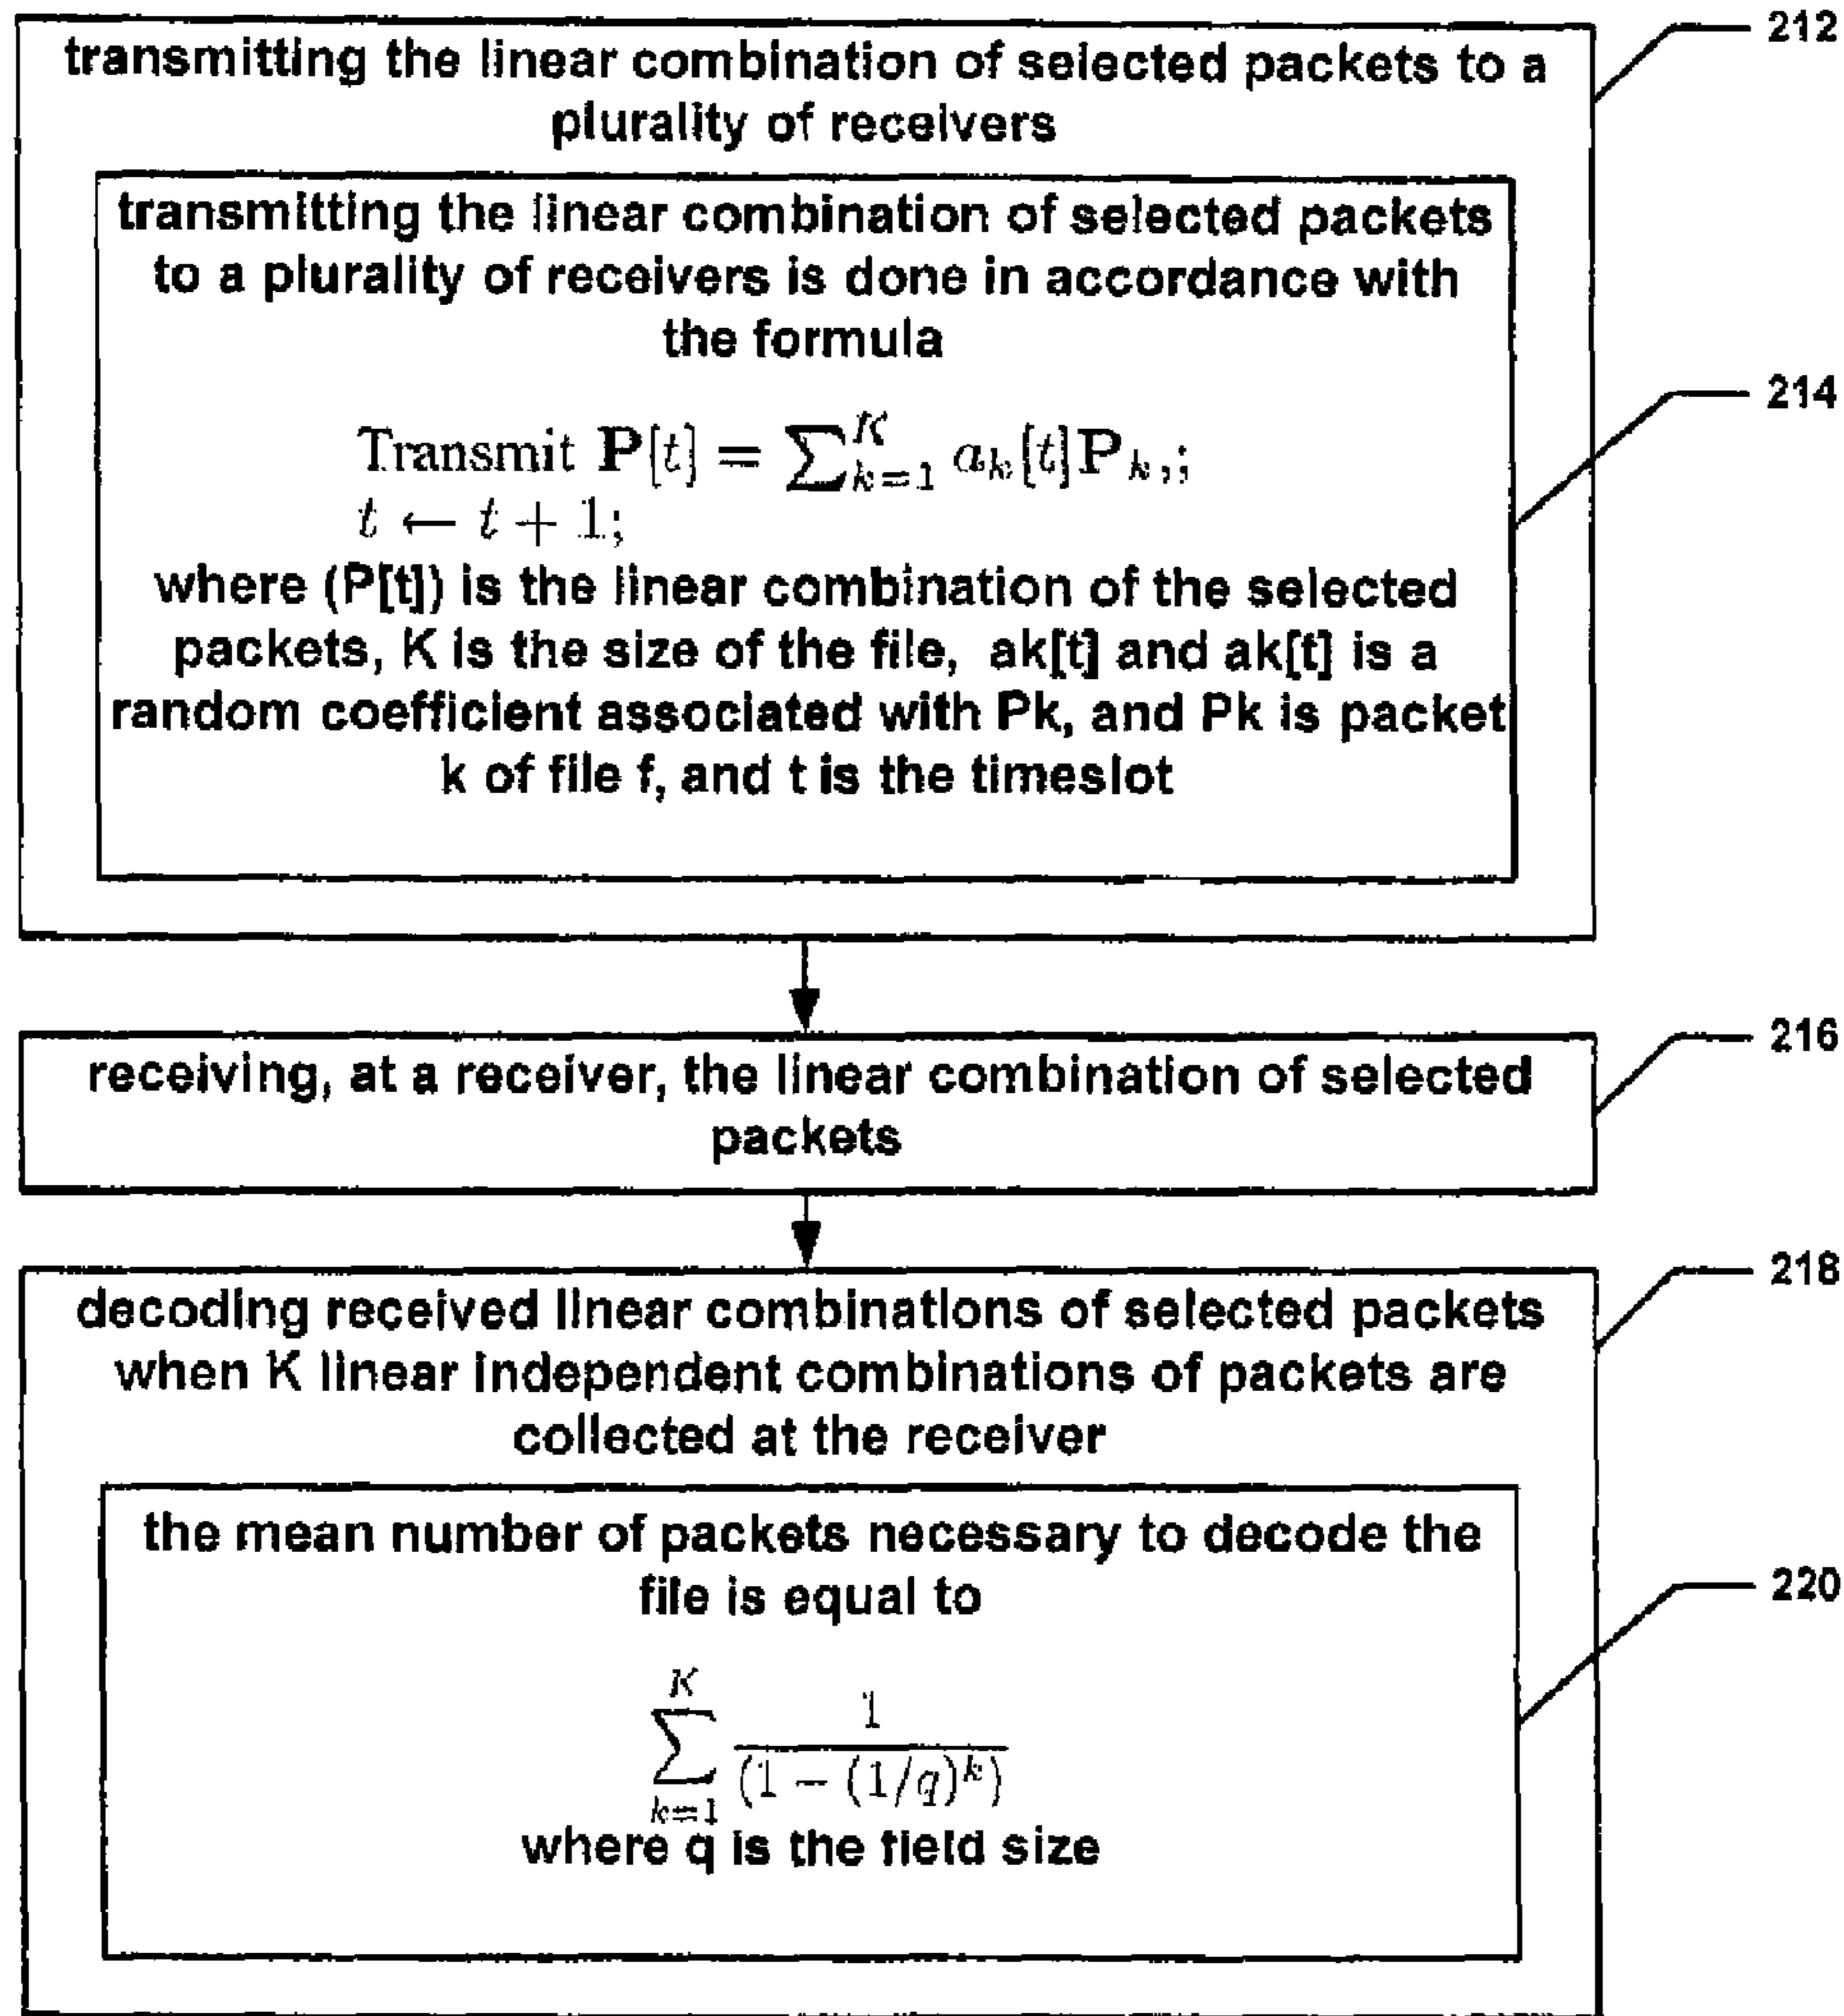 212
transmitting the linear combination of selected packets to a
plurality of receivers
transmitting the linear combination of selected packets
to a plurality of receivers is done in accordance with
the formula
214
Transmit P[t] = ∑_{k=1}^{K} a_k[t]P_k,;
t ← t + 1;
where (P[t]) is the linear combination of the selected
packets, K is the size of the file, ak[t] and ak[t] is a
random coefficient associated with Pk, and Pk is packet
k of file f, and t is the timeslot
216
receiving, at a receiver, the linear combination of selected
packets
218
decoding received linear combinations of selected packets
when K linear independent combinations of packets are
collected at the receiver
the mean number of packets necessary to decode the
file is equal to
220
∑_{k=1}^{K} 1/(1 − (1/q)^k)
where q is the field size